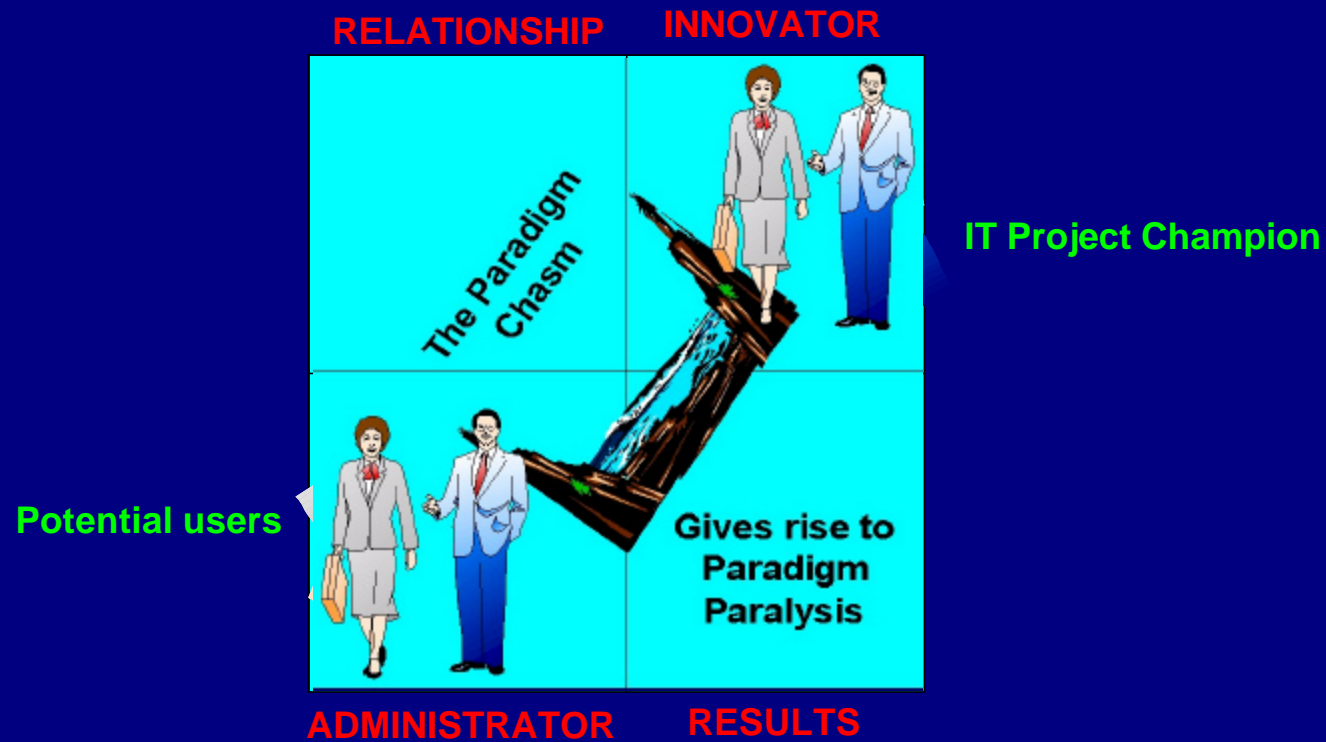 RELATIONSHIP INNOVATOR
The Paradigm
Chasm
IT Project Champion
Potential users
Gives rise to
Paradigm
Paralysis
ADMINISTRATOR RESULTS